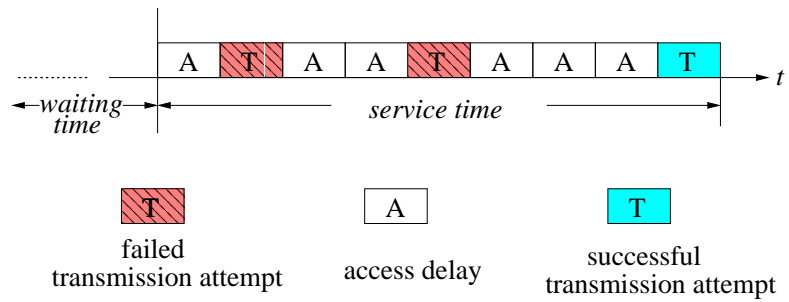 A T A A T A A A T
t
waiting
time
service time
T A T
failed
transmission attempt
access delay
successful
transmission attempt